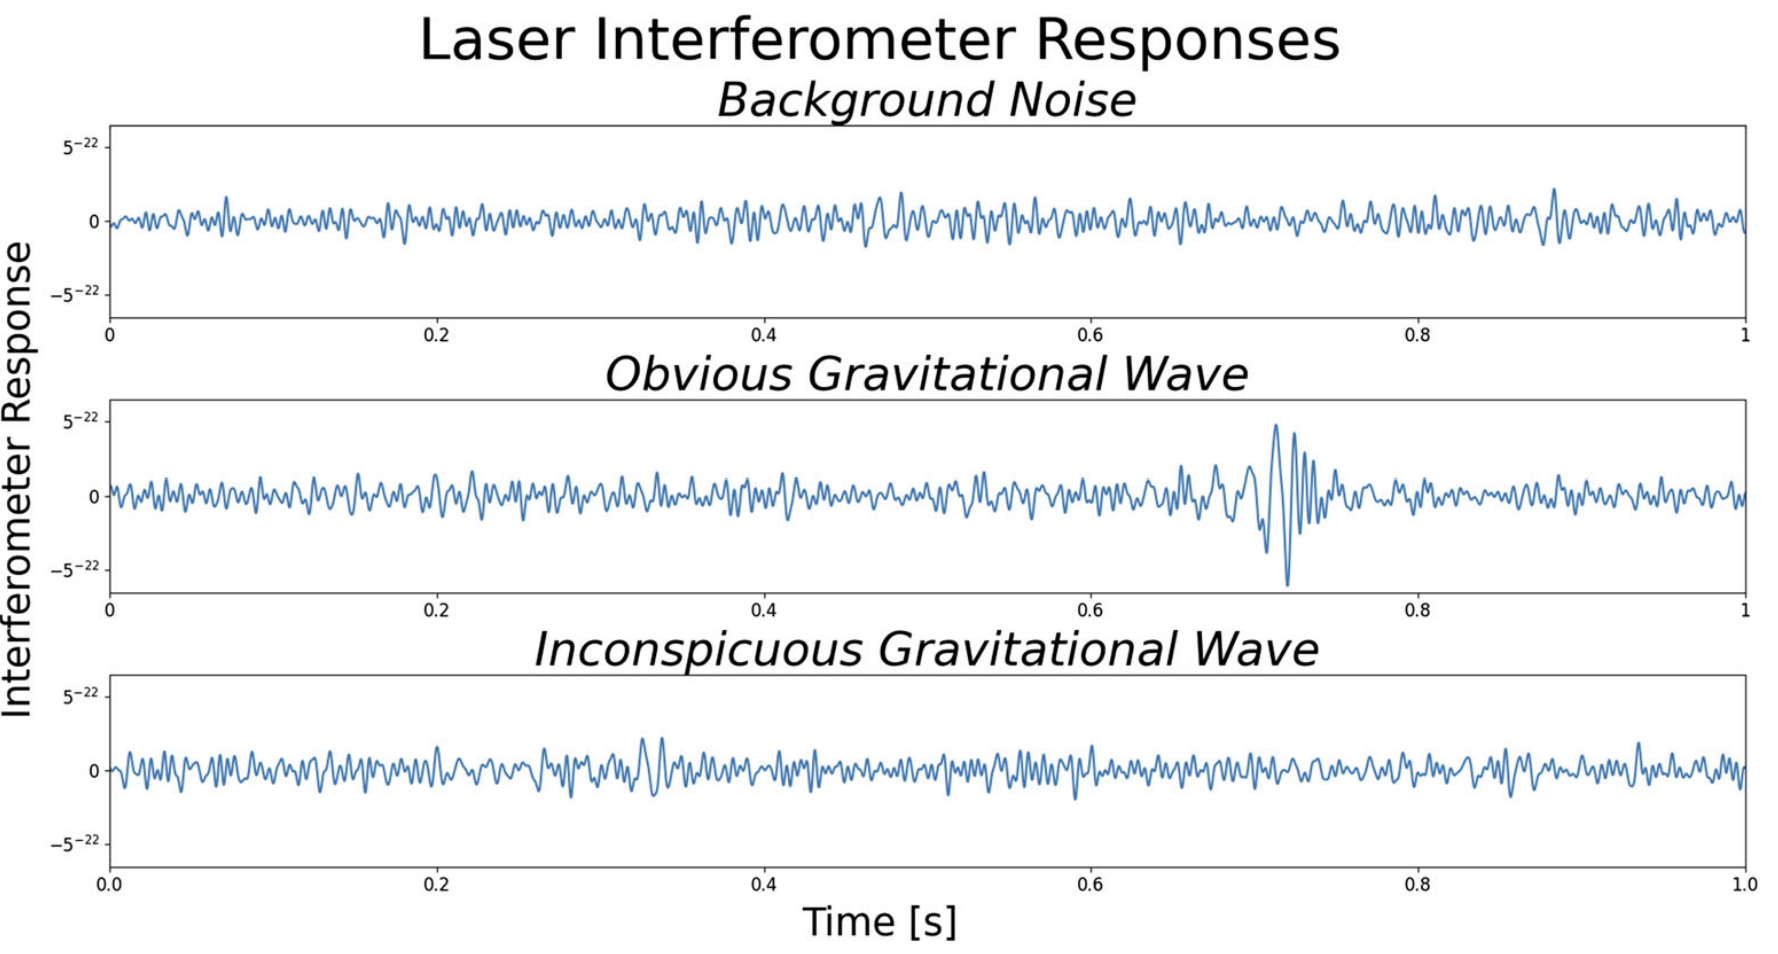 Laser Interferometer Responses
Background Noise
5⁻²²
0
−5⁻²²
0 0.2 0.4 0.6 0.8 1
Obvious Gravitational Wave
5⁻²²
0
−5⁻²²
0 0.2 0.4 0.6 0.8 1
Inconspicuous Gravitational Wave
5⁻²²
0
−5⁻²²
0.0 0.2 0.4 0.6 0.8 1.0
Time [s]
Interferometer Response